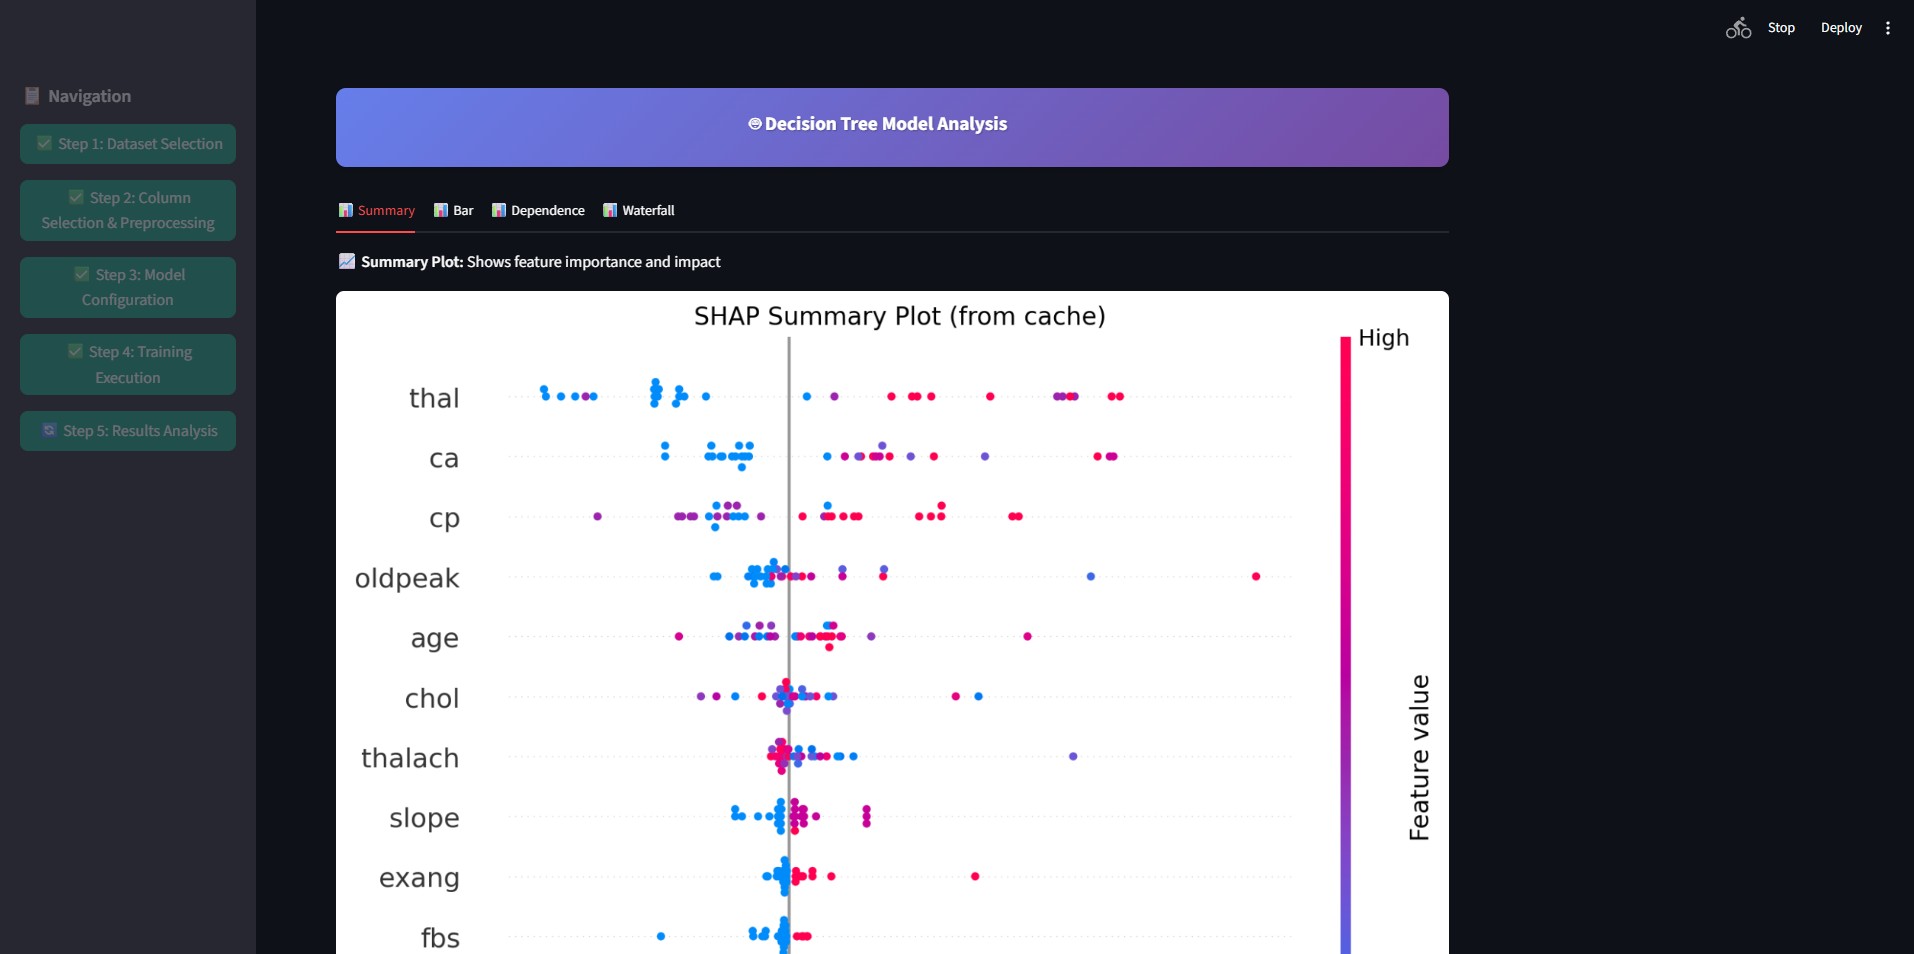 Stop
Deploy
Navigation
Step 1: Dataset Selection
Step 2: Column
Selection & Preprocessing
Step 3: Model
Configuration
Step 4: Training
Execution
Step 5: Results Analysis
Decision Tree Model Analysis
Summary
Bar
Dependence
Waterfall
Summary Plot: Shows feature importance and impact
SHAP Summary Plot (from cache)
High
thal
ca
cp
oldpeak
age
chol
thalach
slope
exang
fbs
Feature value